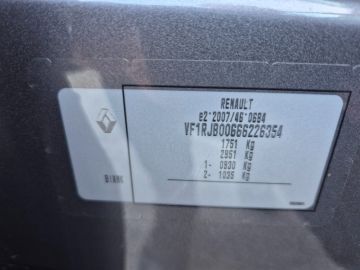 RENAULT
e2*2007/46*0684
VF1RJB00666226354
1751 Kg
2951 Kg
1- 0930 Kg
2- 1035 Kg